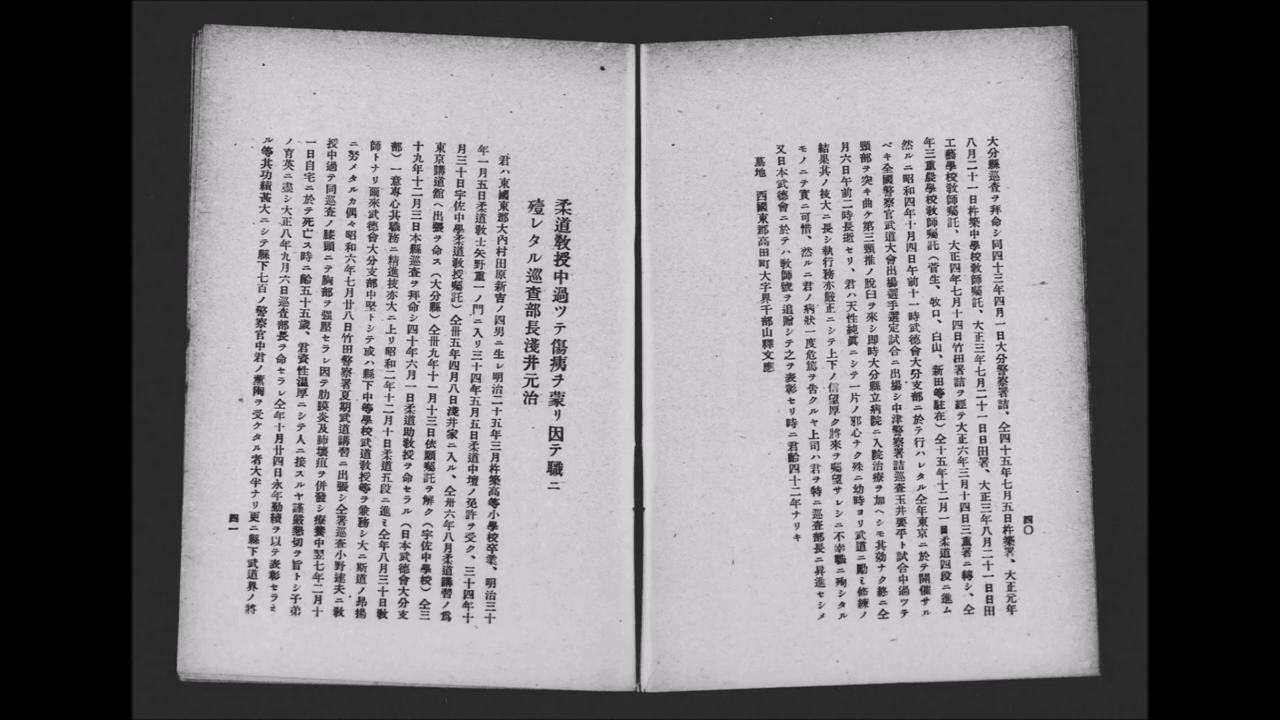 大分縣巡査ヲ拜命シ同四十三年四月一日大分警察署詰、仝四十五年七月五日杵築署、大正元年
八月二十一日杵築中學校敎師囑託、大正三年七月二十一日日田署、大正三年八月二十一日日田
工藝學校敎師囑託、大正四年七月十四日竹田署詰ヲ經テ大正六年三月十四日三重署ニ轉シ、仝
年三重農學校敎師囑託(菅生、牧口、白山、新田等駐在)仝十五年十二月一日柔道四段ニ進ム
然ルニ昭和四年十月四日午前十一時武德會大分支部ニ於テ行ハレタル仝年東京ニ於テ開催サル
ベキ全國警察官武道大會出場選手選定試合ニ出場シ中津警察署詰巡査玉井要平ト試合中過ツテ
頸部ヲ突キ曲ケ第三頸推ノ脫臼ヲ來シ卽時大分縣立病院ニ入院治療ヲ加ヘシモ其効ナク終ニ仝
月六日午前二時長逝セリ、君ハ天性純眞ニシテ一片ノ邪心ナク殊ニ幼時ヨリ武道ニ勵ミ修練ノ
結果其ノ技大ニ長シ執行務亦嚴正ニシテ上下ノ信望厚ク將來ヲ囑望サレシニ不幸職ニ殉シタル
モノニテ實ニ可惜、然ルニ君ノ病狀一度危篤ヲ吿クルヤ上司ハ君ヲ特ニ巡査部長ニ昇進セシメ
又日本武德會ニ於テハ敎師號ヲ追贈シテ之ヲ表彰セリ時ニ君齡四十二年ナリキ
墓地 西國東郡高田町大字界千部山釋文應
四〇
柔道敎授中過ツテ傷痍ヲ蒙リ因テ職ニ
殪レタル巡査部長淺井元治
君ハ東國東郡大內村田原新吉ノ四男ニ生レ明治二十五年三月杵築高等小學校卒業、明治三十
年一月五日柔道敎士矢野重一ノ門ニ入リ三十四年五月五日柔道中壇ノ免許ヲ受ク、三十四年十
月三十日宇佐中學柔道敎授囑託)仝卅五年四月八日淺井家ニ入ル、仝卅六年八月柔道講習ノ爲
東京講道館ヘ出張ヲ命ス(大分縣)仝卅九年十一月十三日依願囑託ヲ解ク(宇佐中學校)仝三
十九年十二月三日本縣巡査ヲ拜命シ四十年六月一日柔道助敎授ヲ命セラル(日本武德會大分支
部)一意專心其職務ニ精進技亦大ニ上リ昭和二年十二月十日柔道五段ニ進ミ仝年八月三十日敎
師トナリ爾來武德會大分支部中堅トシテ或ハ縣下中等學校武道敎授等ヲ兼務シ大ニ斯道ノ昂揚
ニ努メタルカ偶々昭和六年七月廿八日竹田警察署夏期武道講習ニ出張シ仝署巡査小野達夫ニ敎
授中過テ同巡査ノ膝頭ニテ胸部ヲ强壓セラレ因テ肋膜炎及肺壞疽ヲ併發シ療養中翌七年二月十
一日自宅ニ於テ死亡ス時ニ齡五十五歲、君資性溫厚ニシテ人ニ接スルヤ謹嚴懇切ヲ旨トシ子弟
ノ育英ニ盡シ大正八年九月六日巡査部長ヲ命セラレ仝年十月廿四日永年勤績ヲ以テ表彰セラミ
ル等其功績甚大ニシテ縣下七百ノ警察官中君ノ薰陶ヲ受ケタル者大半ナリ更ニ縣下武道界ノ將
四一